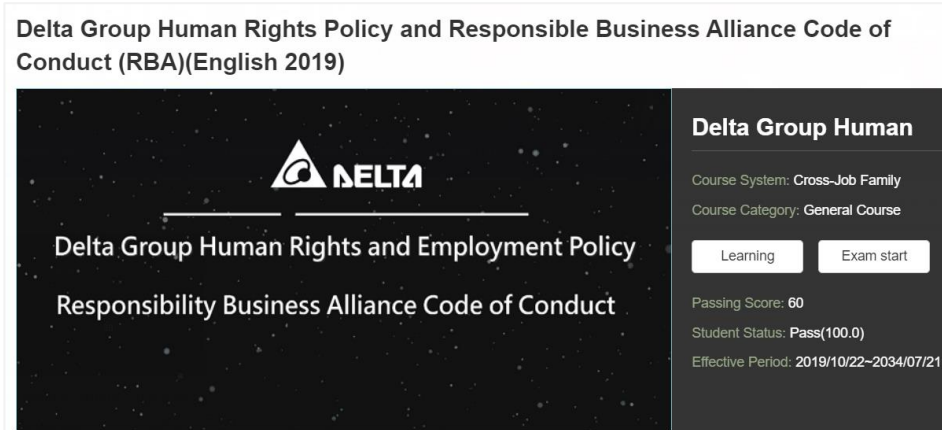 Delta Group Human Rights Policy and Responsible Business Alliance Code of
Conduct (RBA)(English 2019)
DELTA
Delta Group Human Rights and Employment Policy
Responsibility Business Alliance Code of Conduct
Delta Group Human
Course System: Cross-Job Family
Course Category: General Course
Learning
Exam start
Passing Score: 60
Student Status: Pass(100.0)
Effective Period: 2019/10/22~2034/07/21